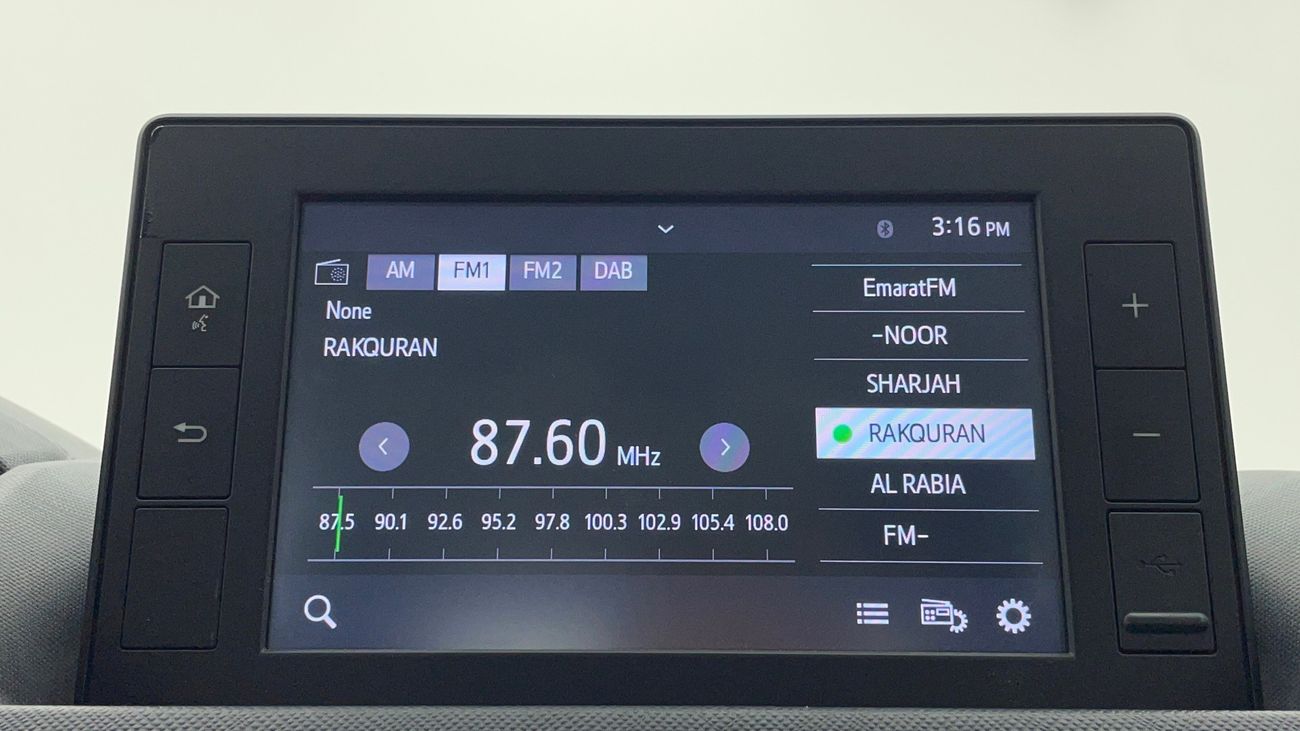 3:16 PM
AM FM1 FM2 DAB
None
RAKQURAN
87.60 MHz
87.5 90.1 92.6 95.2 97.8 100.3 102.9 105.4 108.0
EmaratFM
-NOOR
SHARJAH
RAKQURAN
AL RABIA
FM-